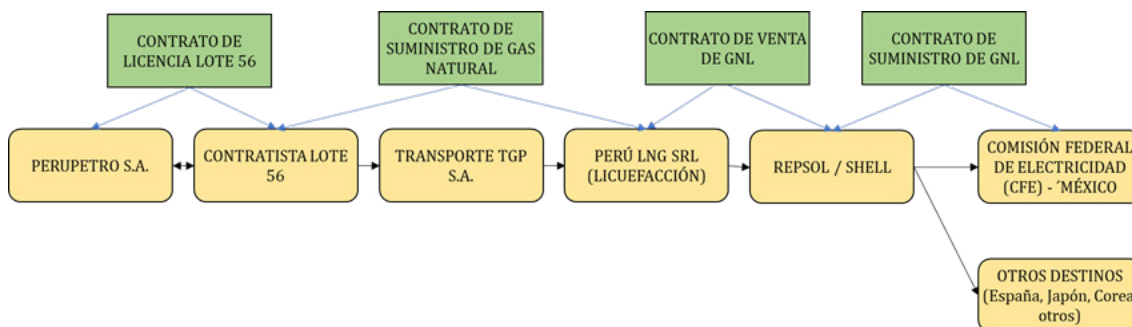 CONTRATO DE
LICENCIA LOTE 56
CONTRATO DE
SUMINISTRO DE GAS
NATURAL
CONTRATO DE VENTA
DE GNL
CONTRATO DE
SUMINISTRO DE GNL
PERUPETRO S.A.
CONTRATISTA LOTE
56
TRANSPORTE TGP
S.A.
PERÚ LNG SRL
(LICUEFACCIÓN)
REPSOL / SHELL
COMISIÓN FEDERAL
DE ELECTRICIDAD
(CFE) - ´MÉXICO
OTROS DESTINOS
(España, Japón, Corea
otros)